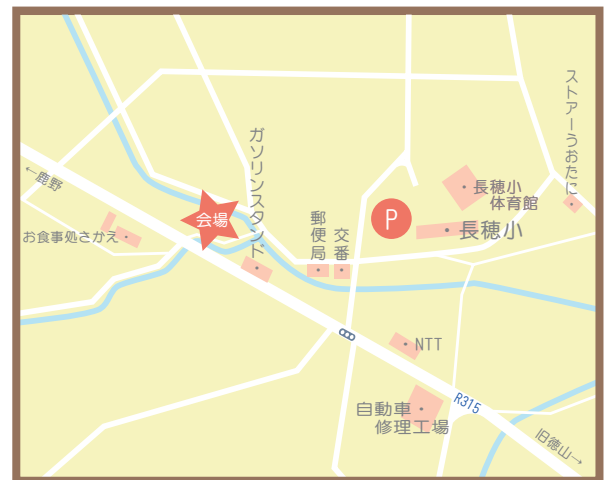 ←鹿野
お食事処さかえ
会場
ガソリンスタンド
郵便局
交番
P
長穂小
体育館
長穂小
ストアーうおたに
NTT
自動車
修理工場
R315
旧徳山→